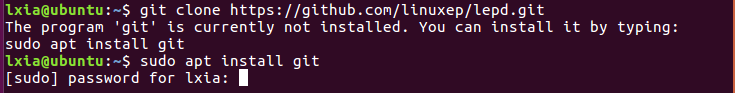 lxia@ubuntu:~$ git clone https://github.com/linuxep/lepd.git
The program 'git' is currently not installed. You can install it by typing:
sudo apt install git
lxia@ubuntu:~$ sudo apt install git
[sudo] password for lxia: